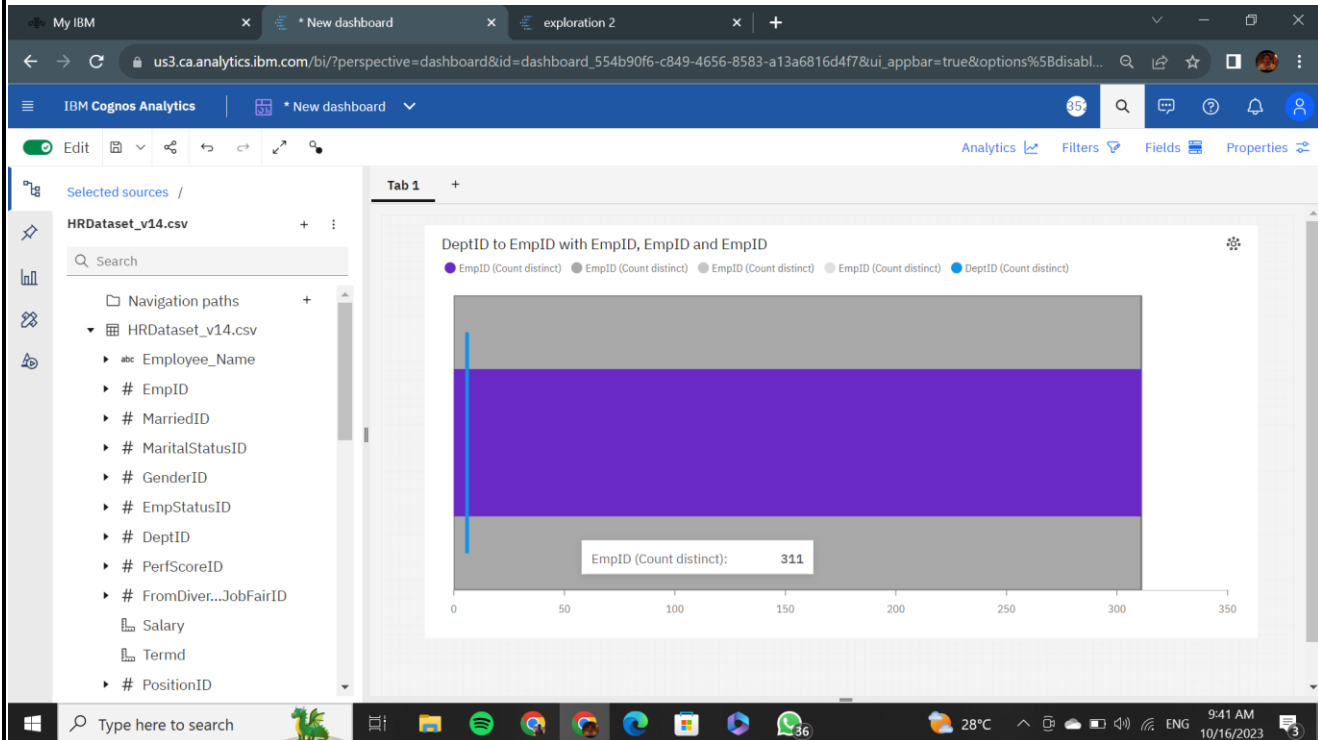 My IBM
* New dashboard
exploration 2
us3.ca.analytics.ibm.com/bi/?perspective=dashboard&id=dashboard_554b90f6-c849-4656-8583-a13a6816d4f7&ui_appbar=true&options%5Bdisabl...
IBM Cognos Analytics
* New dashboard
Edit
Analytics
Filters
Fields
Properties
Selected sources /
Tab 1 +
HRDataset_v14.csv
Search
Navigation paths
HRDataset_v14.csv
abc Employee_Name
# EmpID
# MarriedID
# MaritalStatusID
# GenderID
# EmpStatusID
# DeptID
# PerfScoreID
# FromDiver...JobFairID
Salary
Termd
# PositionID
DeptID to EmpID with EmpID, EmpID and EmpID
EmpID (Count distinct) EmpID (Count distinct) EmpID (Count distinct) EmpID (Count distinct) DeptID (Count distinct)
EmpID (Count distinct): 311
0 50 100 150 200 250 300 350
Type here to search
36
28°C
ENG
9:41 AM
10/16/2023
3